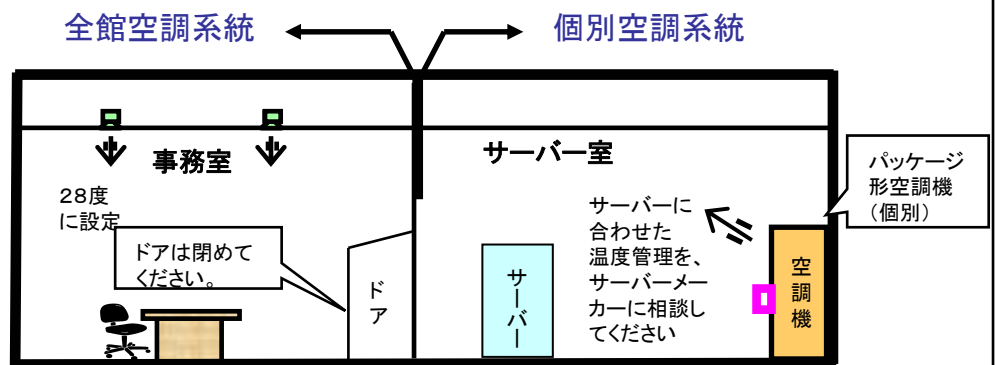 全館空調系統
個別空調系統
事務室
サーバー室
パッケージ
形空調機
（個別）
２８度
に設定
ドアは閉めて
ください。
ドア
サーバー
サーバーに
合わせた
温度管理を、
サーバーメー
カーに相談し
てください
空調機